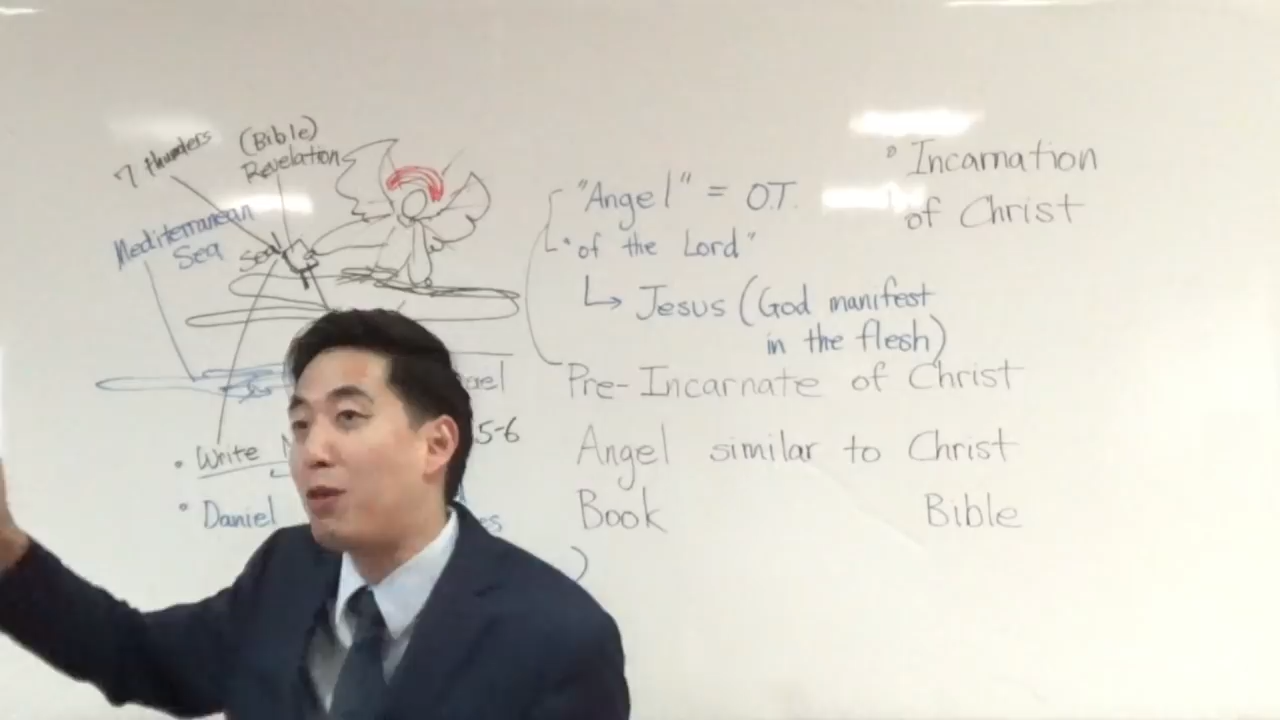 7 thunders
(Bible)
Revelation
Mediterranean
Sea
Seal
• Write
5-6
• Daniel
"Angel" = O.T.
• of the Lord"
↳ Jesus (God manifest
in the flesh)
Pre-Incarnate of Christ
Angel similar to Christ
Book Bible
)
° Incarnation
of Christ